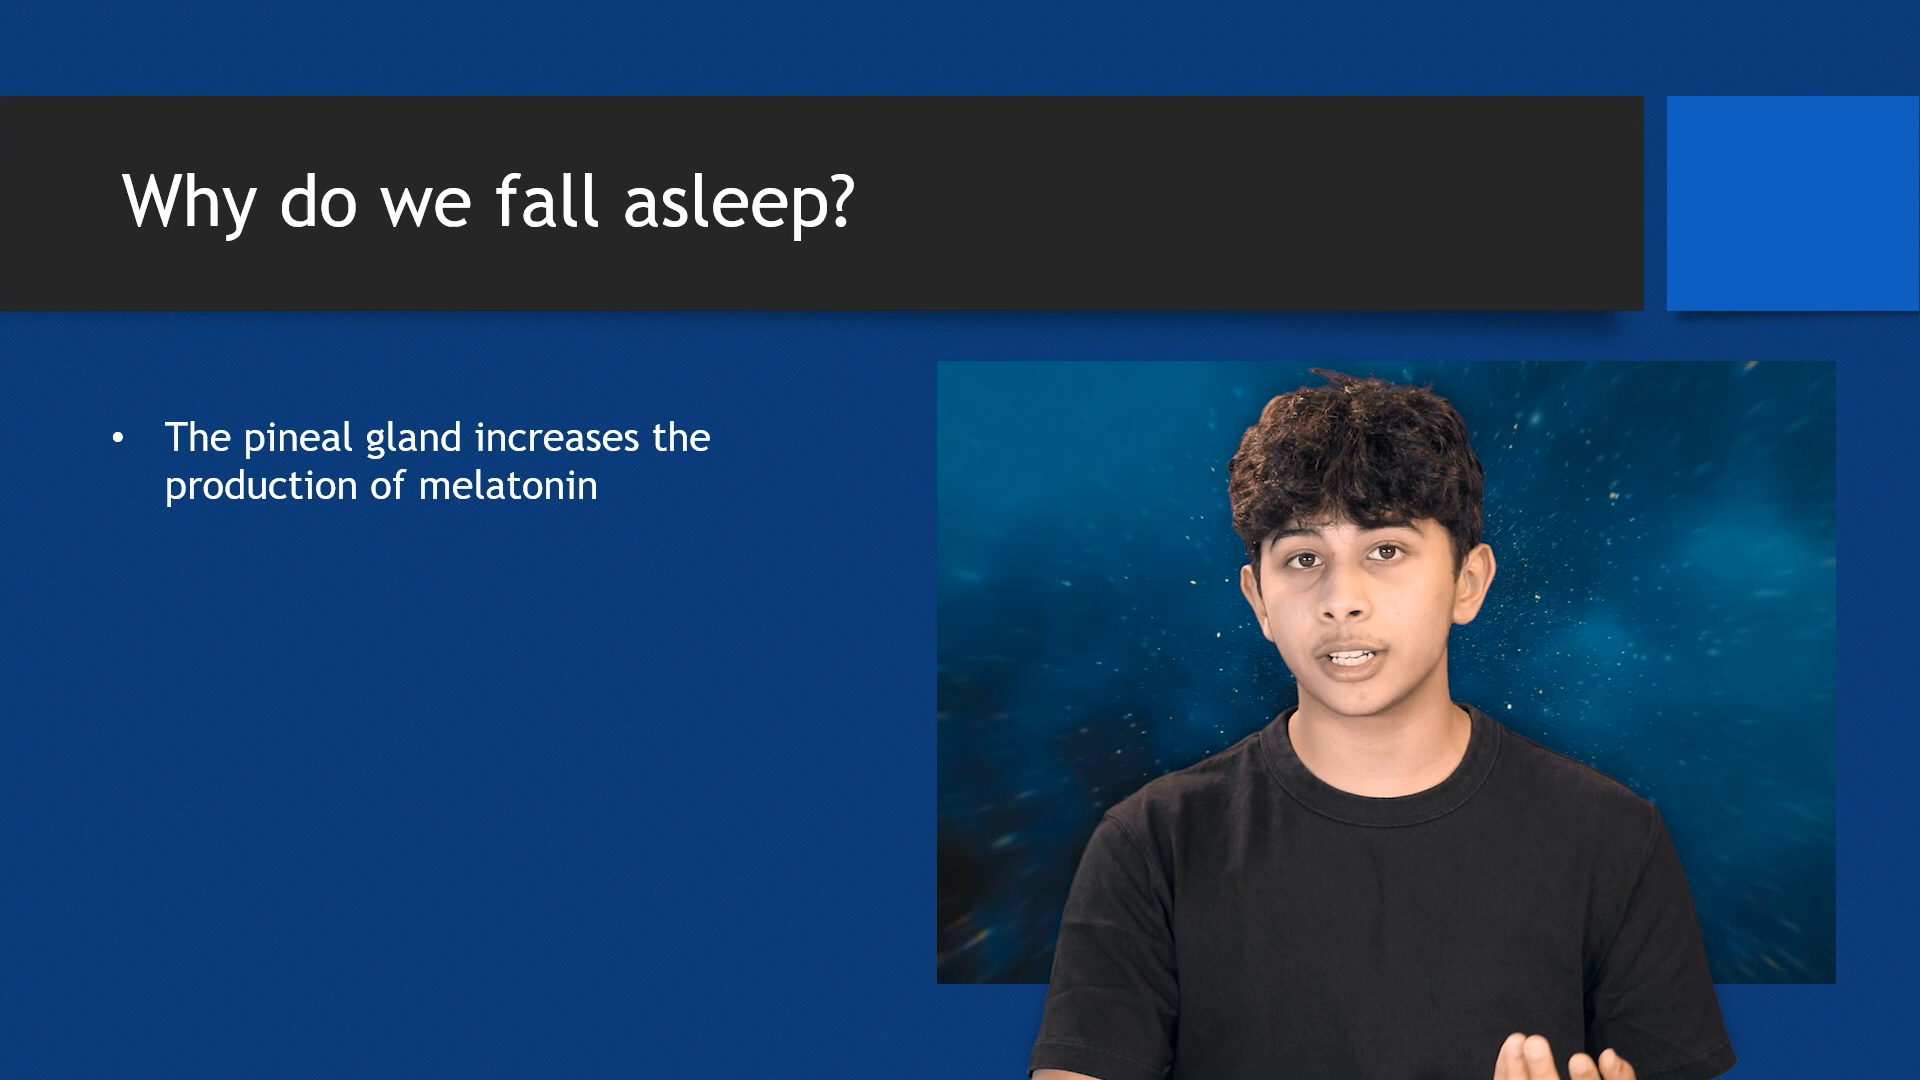 Why do we fall asleep?
• The pineal gland increases the
production of melatonin